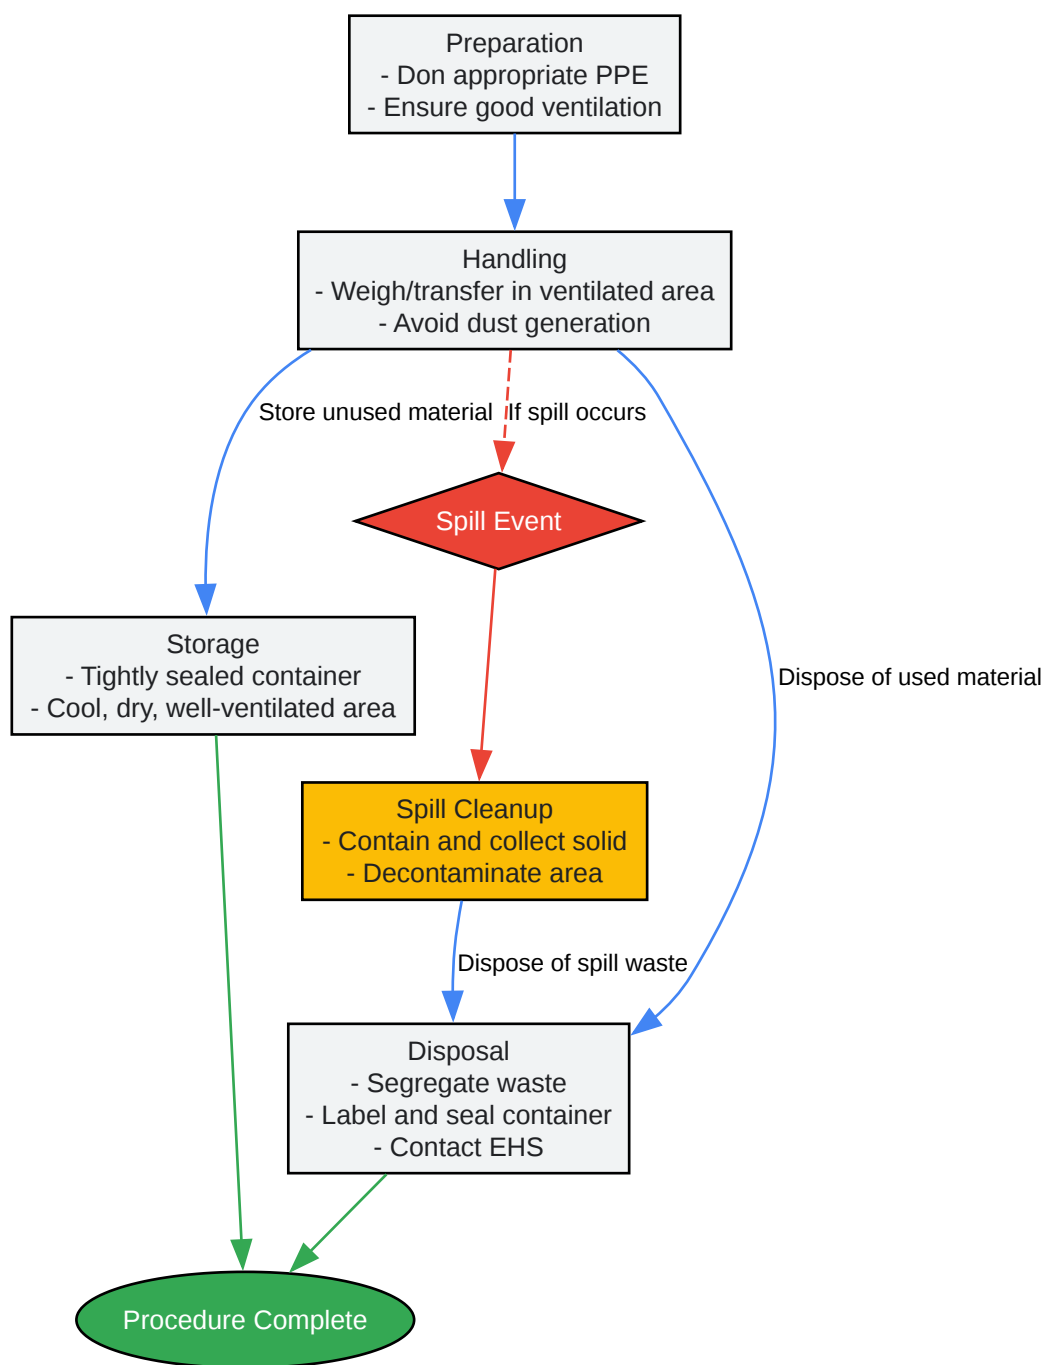 Preparation
- Don appropriate PPE
- Ensure good ventilation
Handling
- Weigh/transfer in ventilated area
- Avoid dust generation
Store unused material
If spill occurs
Spill Event
Storage
- Tightly sealed container
- Cool, dry, well-ventilated area
Dispose of used material
Spill Cleanup
- Contain and collect solid
- Decontaminate area
Dispose of spill waste
Disposal
- Segregate waste
- Label and seal container
- Contact EHS
Procedure Complete